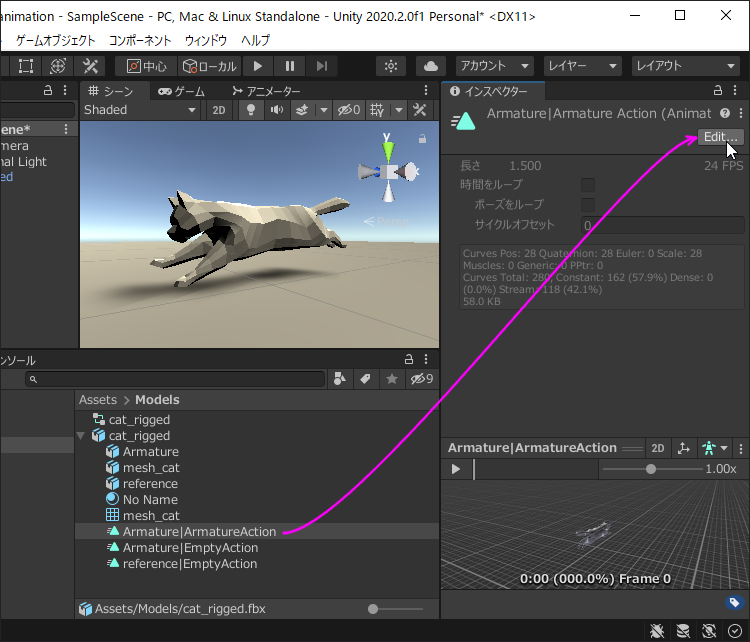 animation - SampleScene - PC, Mac & Linux Standalone - Unity 2020.2.0f1 Personal* <DX11>
ゲームオブジェクト コンポーネント ウィンドウ ヘルプ
中心 ローカル アカウント レイヤー レイアウト
シーン ゲーム アニメーター
Shaded 2D 0
y
Persp
ene*
mera
nal Light
ed
インスペクター
Armature|Armature Action (Animat
Edit...
長さ 1.500 24 FPS
時間をループ
ポーズをループ
サイクルオフセット 0
Curves Pos: 28 Quaternion: 28 Euler: 0 Scale: 28
Muscles: 0 Generic: 0 PPtr: 0
Curves Total: 280, Constant: 162 (57.9%) Dense: 0
(0.0%) Stream: 118 (42.1%)
58.0 KB
ンソール
9
Assets > Models
cat_rigged
cat_rigged
Armature
mesh_cat
reference
No Name
mesh_cat
Armature|ArmatureAction
Armature|EmptyAction
reference|EmptyAction
Assets/Models/cat_rigged.fbx
Armature|ArmatureAction 2D
1.00x
0:00 (000.0%) Frame 0